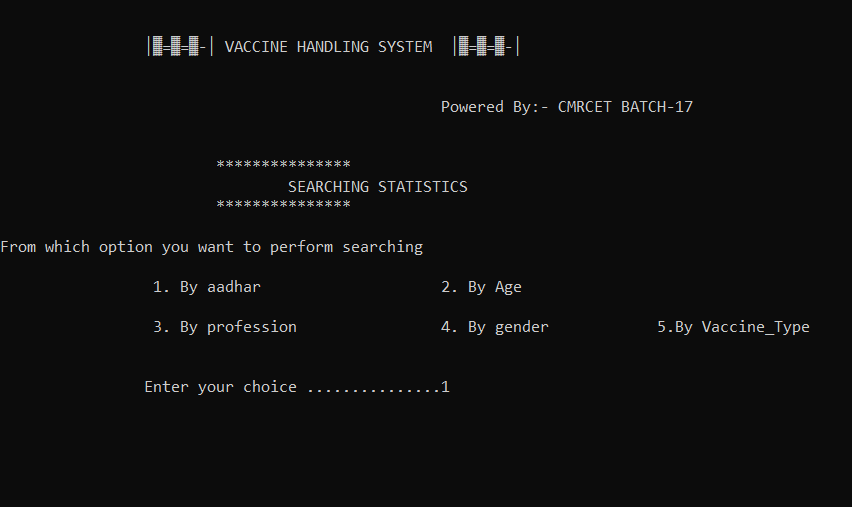 |▓=▓=▓-| VACCINE HANDLING SYSTEM |▓=▓=▓-|
Powered By:- CMRCET BATCH-17
***************
SEARCHING STATISTICS
***************
From which option you want to perform searching
1. By aadhar 2. By Age
3. By profession 4. By gender 5.By Vaccine_Type
Enter your choice ...............1